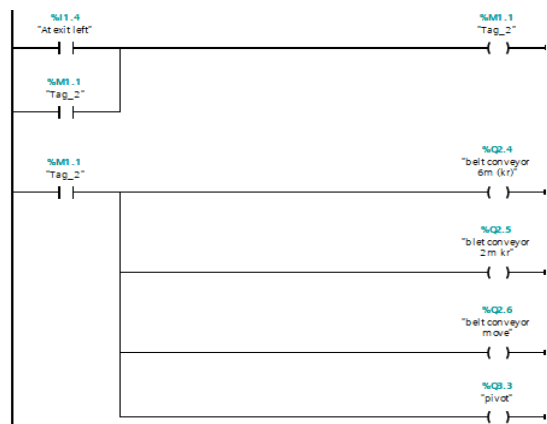 %I1.4
"At exit left"
%M1.1
"Tag_2"
%M1.1
"Tag_2"
%M1.1
"Tag_2"
%Q2.4
"belt conveyor
6m (kr)"
%Q2.5
"blet conveyor
2m kr"
%Q2.6
"belt conveyor
move"
%Q3.3
"pivot"